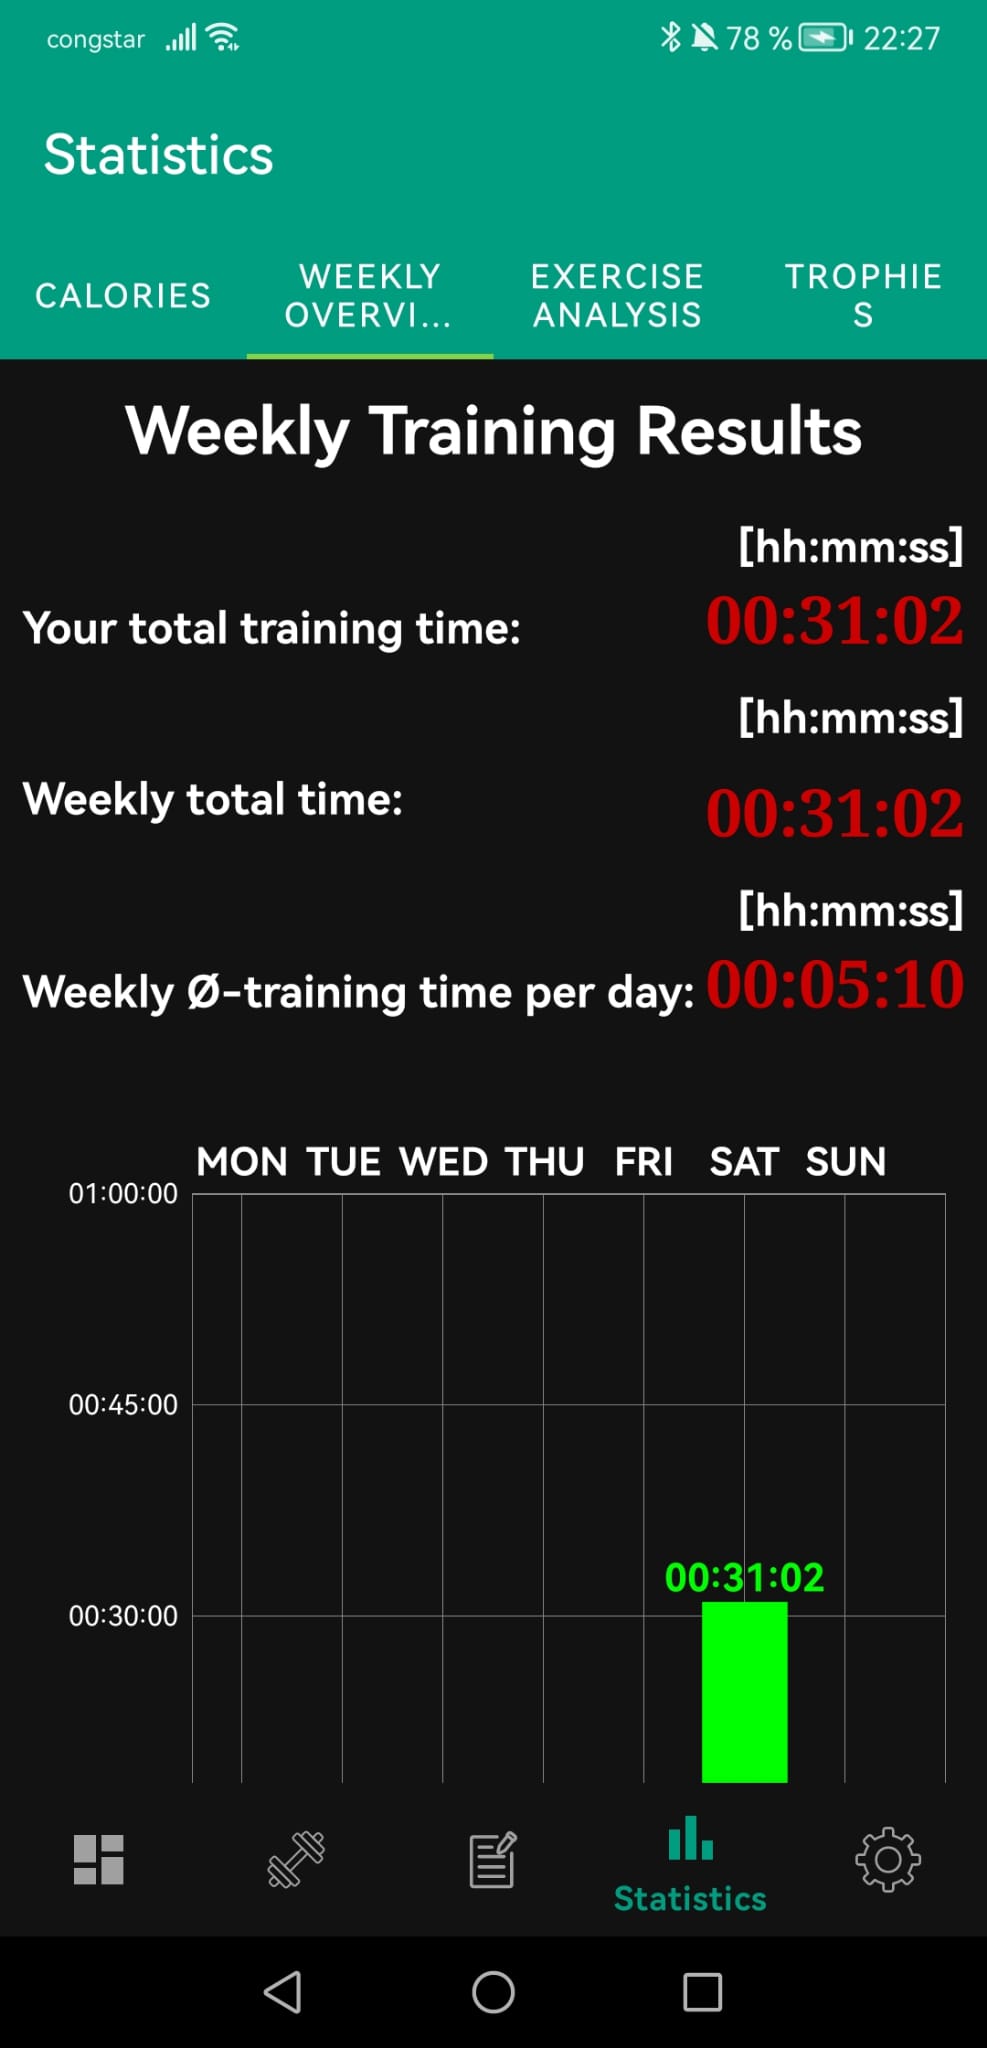 congstar 78 % 22:27
Statistics
CALORIES
WEEKLY
OVERVI...
EXERCISE
ANALYSIS
TROPHIE
S
Weekly Training Results
[hh:mm:ss]
Your total training time: 00:31:02
[hh:mm:ss]
Weekly total time: 00:31:02
[hh:mm:ss]
Weekly Ø-training time per day: 00:05:10
MON TUE WED THU FRI SAT SUN
01:00:00
00:45:00
00:31:02
00:30:00
Statistics